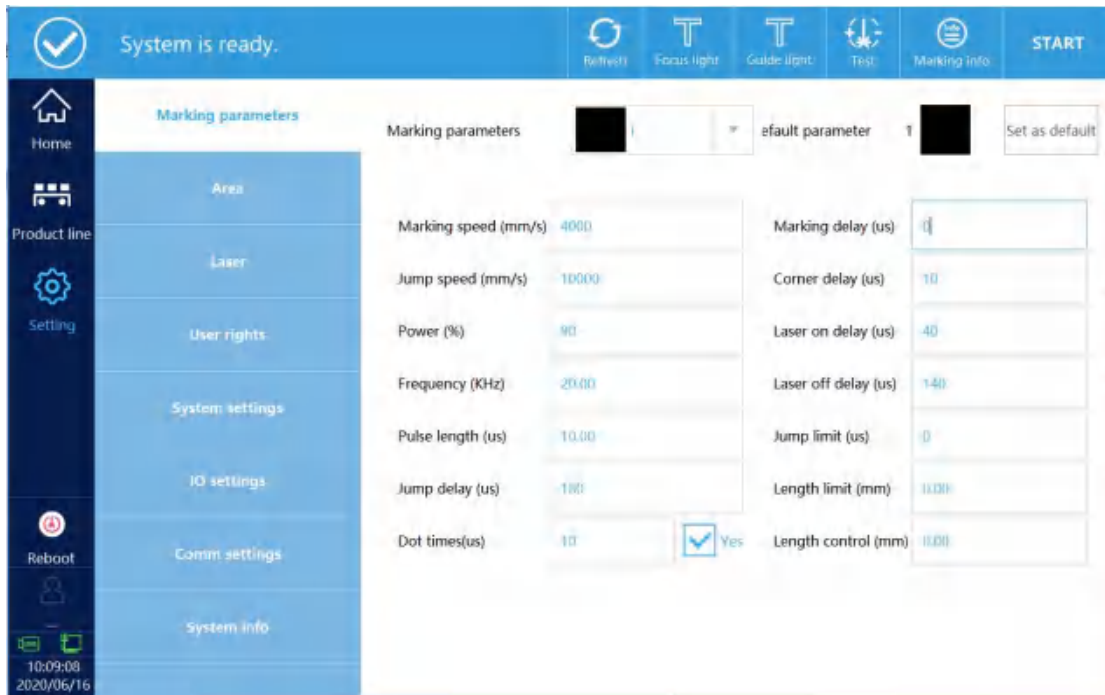 System is ready.
Refresh
Focus light
Guide light
Test
Marking info
START
Home
Product line
Setting
Reboot
10:09:08
2020/06/16
Marking parameters
Area
Laser
User rights
System settings
IO settings
Comm settings
System info
Marking parameters
efault parameter 1
Set as default
Marking speed (mm/s) 4000
Marking delay (us) 0
Jump speed (mm/s) 10000
Corner delay (us) 10
Power (%) 90
Laser on delay (us) 40
Frequency (KHz) 20.00
Laser off delay (us) 140
Pulse length (us) 10.00
Jump limit (us) 0
Jump delay (us) 180
Length limit (mm) 0.00
Dot times(us) 10 Yes
Length control (mm) 0.00